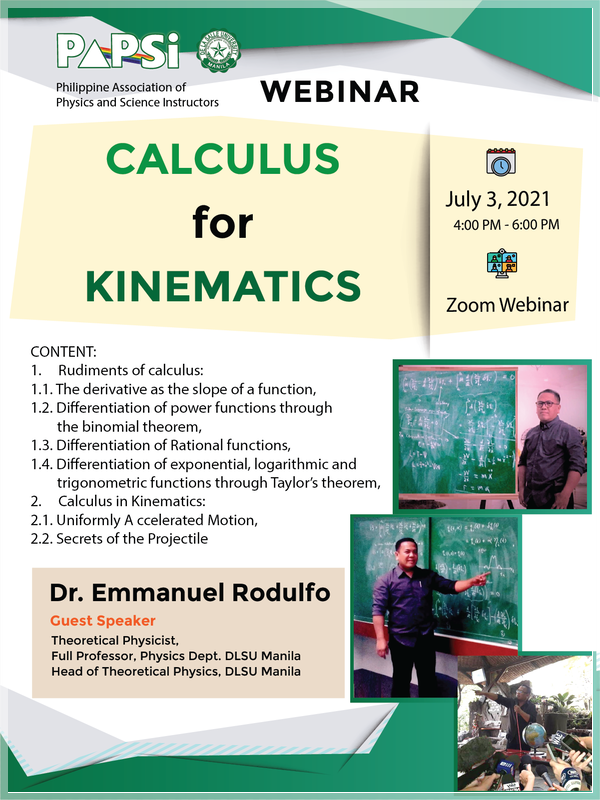 PAPSi
DE LA SALLE UNIVERSITY
MANILA
Philippine Association of
Physics and Science Instructors
WEBINAR
CALCULUS
for
KINEMATICS
July 3, 2021
4:00 PM - 6:00 PM
Zoom Webinar
CONTENT:
1. Rudiments of calculus:
1.1. The derivative as the slope of a function,
1.2. Differentiation of power functions through
the binomial theorem,
1.3. Differentiation of Rational functions,
1.4. Differentiation of exponential, logarithmic and
trigonometric functions through Taylor's theorem,
2. Calculus in Kinematics:
2.1. Uniformly A ccelerated Motion,
2.2. Secrets of the Projectile
Dr. Emmanuel Rodulfo
Guest Speaker
Theoretical Physicist,
Full Professor, Physics Dept. DLSU Manila
Head of Theoretical Physics, DLSU Manila